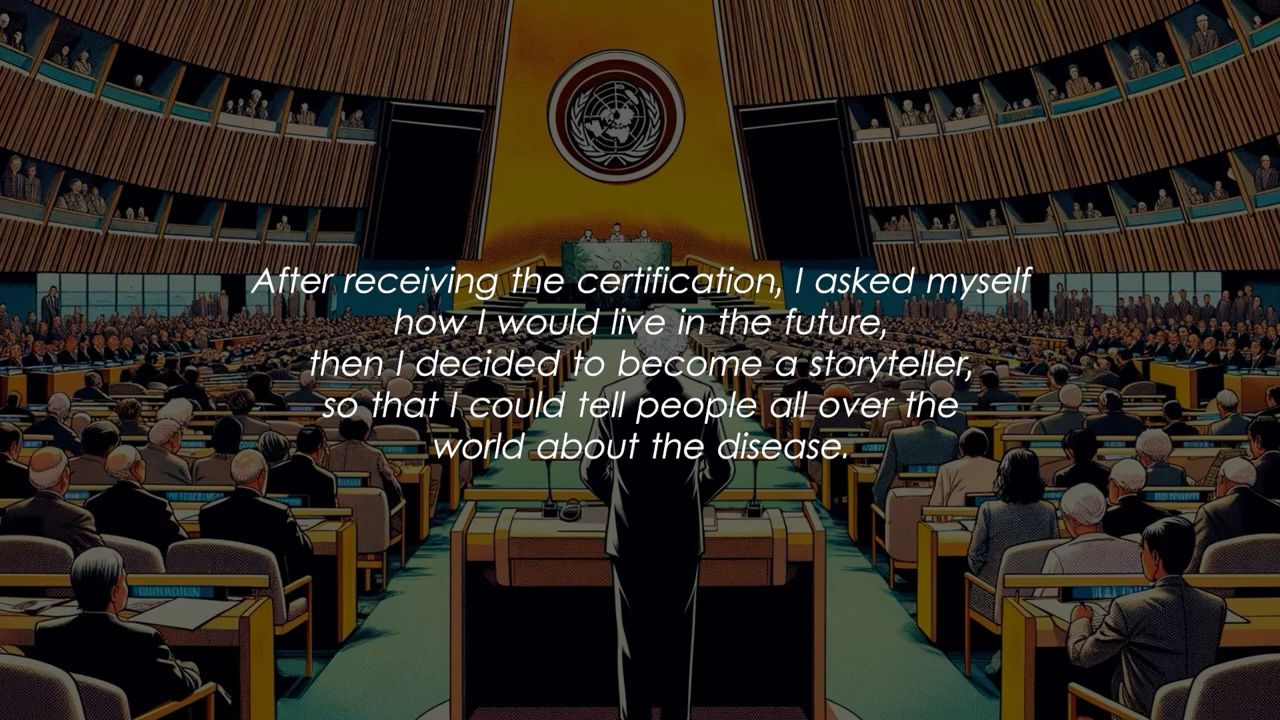 After receiving the certification, I asked myself
how I would live in the future,
then I decided to become a storyteller,
so that I could tell people all over the
world about the disease.